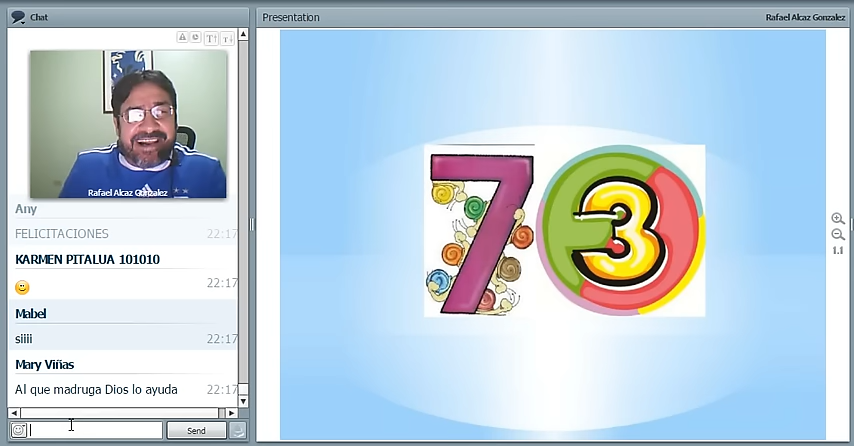 Chat
Rafael Alcaz Gonzalez
Any
FELICITACIONES 22:17
KARMEN PITALUA 101010
22:17
Mabel
siiii 22:17
Mary Viñas
Al que madruga Dios lo ayuda 22:17
Send
Presentation Rafael Alcaz Gonzalez
7 3
1:1